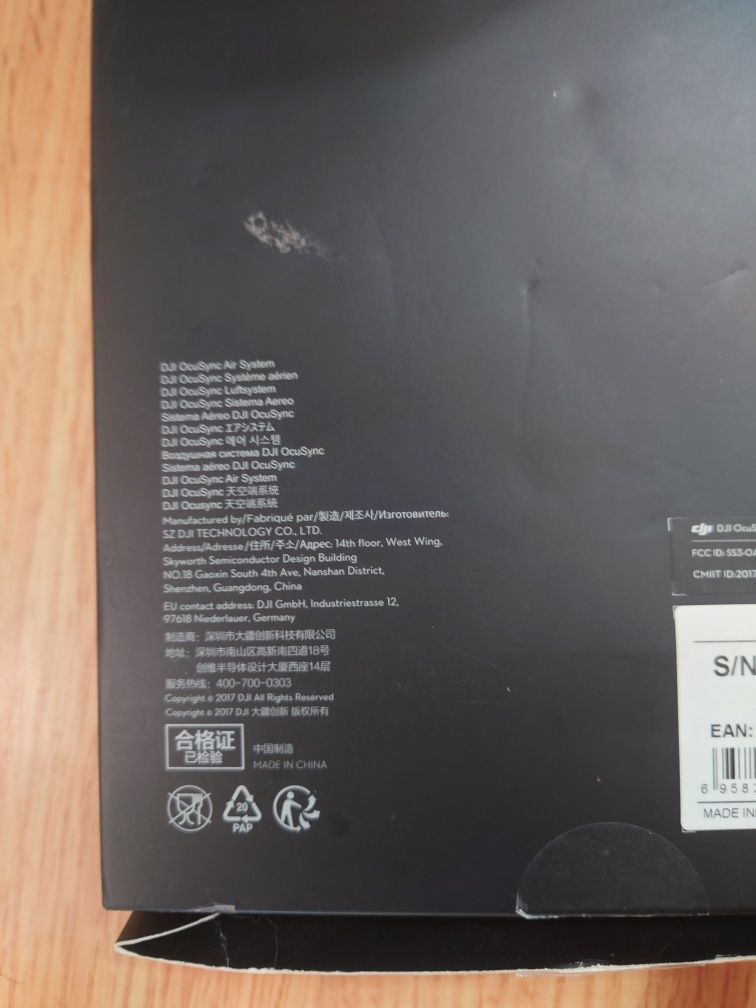 DJI OcuSync Air System
DJI OcuSync Système aérien
DJI OcuSync Luftsystem
DJI OcuSync Sistema Aereo
Sistema Aéreo DJI OcuSync
DJI OcuSync エアシステム
DJI OcuSync 에어 시스템
Воздушная система DJI OcuSync
Sistema aéreo DJI OcuSync
DJI OcuSync Air System
DJI OcuSync 天空端系统
DJI Ocusync 天空端系統
Manufactured by/Fabriqué par/製造/제조사/Изготовитель:
SZ DJI TECHNOLOGY CO., LTD.
Address/Adresse/住所/주소/Адрес: 14th floor, West Wing,
Skyworth Semiconductor Design Building
NO.18 Gaoxin South 4th Ave, Nanshan District,
Shenzhen, Guangdong, China
EU contact address: DJI GmbH, Industriestrasse 12,
97618 Niederlauer, Germany
制造商：深圳市大疆创新科技有限公司
地址：深圳市南山区高新南四道18号
创维半导体设计大厦西座14层
服务热线：400-700-0303
Copyright © 2017 DJI All Rights Reserved
Copyright © 2017 DJI 大疆创新 版权所有
合格证
已检验
中国制造
MADE IN CHINA
20
PAP
dji DJI OcuS
FCC ID: SS3-OA
CMIIT ID:2017
S/N
EAN:
6 958
MADE IN